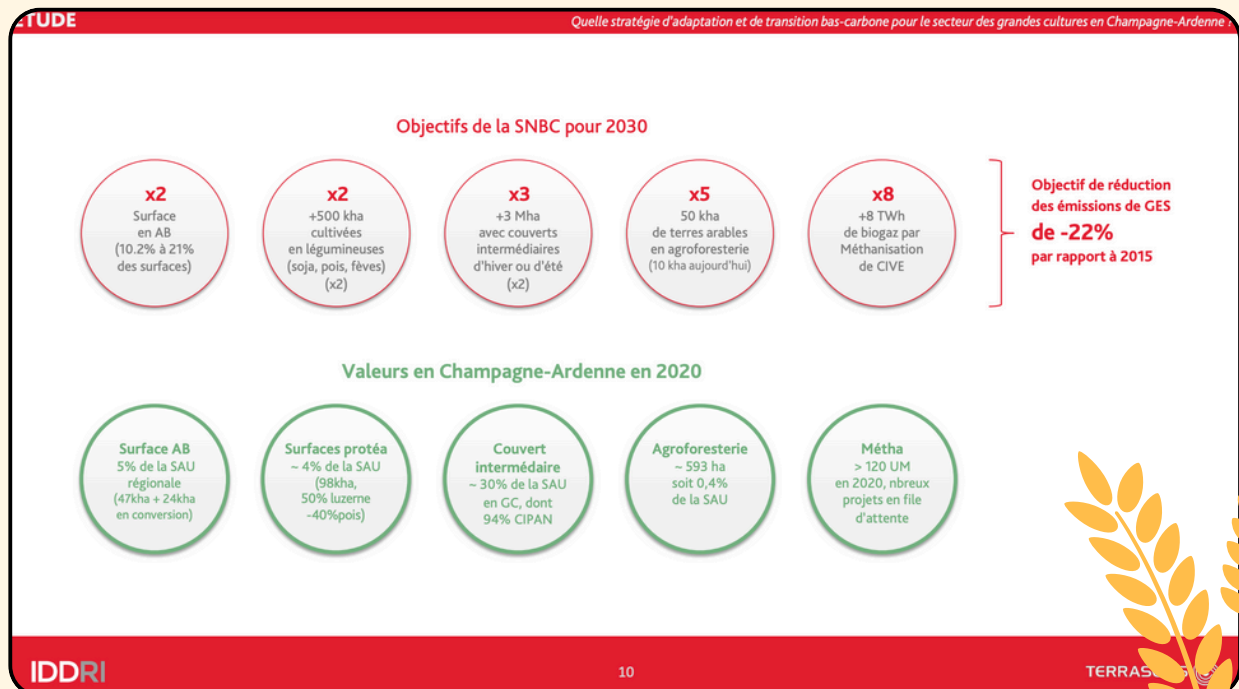 ETUDE
Quelle stratégie d'adaptation et de transition bas-carbone pour le secteur des grandes cultures en Champagne-Ardenne ?
Objectifs de la SNBC pour 2030
x2
Surface
en AB
(10.2% à 21%
des surfaces)
x2
+500 kha
cultivées
en légumineuses
(soja, pois, fèves)
(x2)
x3
+3 Mha
avec couverts
intermédiaires
d'hiver ou d'été
(x2)
x5
50 kha
de terres arables
en agroforesterie
(10 kha aujourd'hui)
x8
+8 TWh
de biogaz par
Méthanisation
de CIVE
Objectif de réduction
des émissions de GES
de -22%
par rapport à 2015
Valeurs en Champagne-Ardenne en 2020
Surface AB
5% de la SAU
régionale
(47kha + 24kha
en conversion)
Surfaces protéa
~ 4% de la SAU
(98kha,
50% luzerne
-40%pois)
Couvert
intermédaire
~ 30% de la SAU
en GC, dont
94% CIPAN
Agroforesterie
~ 593 ha
soit 0,4%
de la SAU
Métha
> 120 UM
en 2020, nbreux
projets en file
d'attente
IDDRI
10